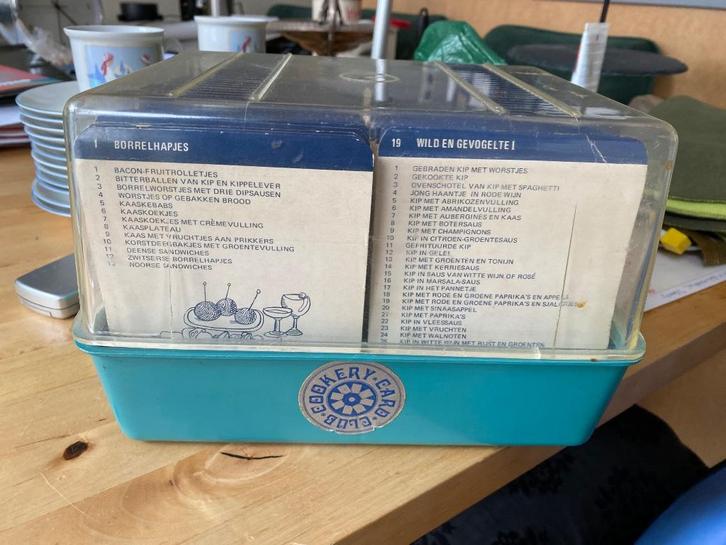 1 BORRELHAPJES
1 BACON-FRUITROLLETJES
2 BITTERBALLEN VAN KIP EN KIPPELEVER
3 BORRELWORSTJES MET DRIE DIPSAUSEN
4 WORSTJES OP GEBAKKEN BROOD
5 KAASKEBABS
6 KAASKOEKJES
7 KAASKOEKJES MET CRÈMEVULLING
8 KAASPLATEAU
9 KAAS MET VRUCHTJES AAN PRIKKERS
10 KORSTDEEGBAKJES MET GROENTEVULLING
11 DEENSE SANDWICHES
12 ZWITSERSE BORRELHAPJES
NOORSE SANDWICHES
19 WILD EN GEVOGELTE I
1 GEBRADEN KIP MET WORSTJES
2 GEKOOKTE KIP
3 OVENSCHOTEL VAN KIP MET SPAGHETTI
4 JONG HAANTJE IN RODE WIJN
5 KIP MET ABRIKOZENVULLING
6 KIP MET AMANDELVULLING
7 KIP MET AUBERGINES EN KAAS
8 KIP MET BOTERSAUS
9 KIP MET CHAMPIGNONS
10 KIP IN CITROEN-GROENTESAUS
11 GEFRITUURDE KIP
12 KIP IN GELEI
13 KIP MET GROENTEN EN TONIJN
14 KIP MET KERRIESAUS
15 KIP IN SAUS VAN WITTE WIJN OF ROSÉ
16 KIP IN MARSALA-SAUS
17 KIP IN HET PANNETJE
18 KIP MET RODE EN GROENE PAPRIKA'S EN APPELS
19 KIP MET RODE EN GROENE PAPRIKA'S EN
20 KIP MET SINAASAPPEL
21 KIP MET PAPRIKA'S
22 KIP IN VLEESSAUS
23 KIP MET VRUCHTEN
24 KIP MET WALNOTEN
KIP IN WITTE WIJN MET RIJST EN GROENTEN
COOKERY CARD CLUB